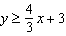 y ≥ 4/3 x + 3